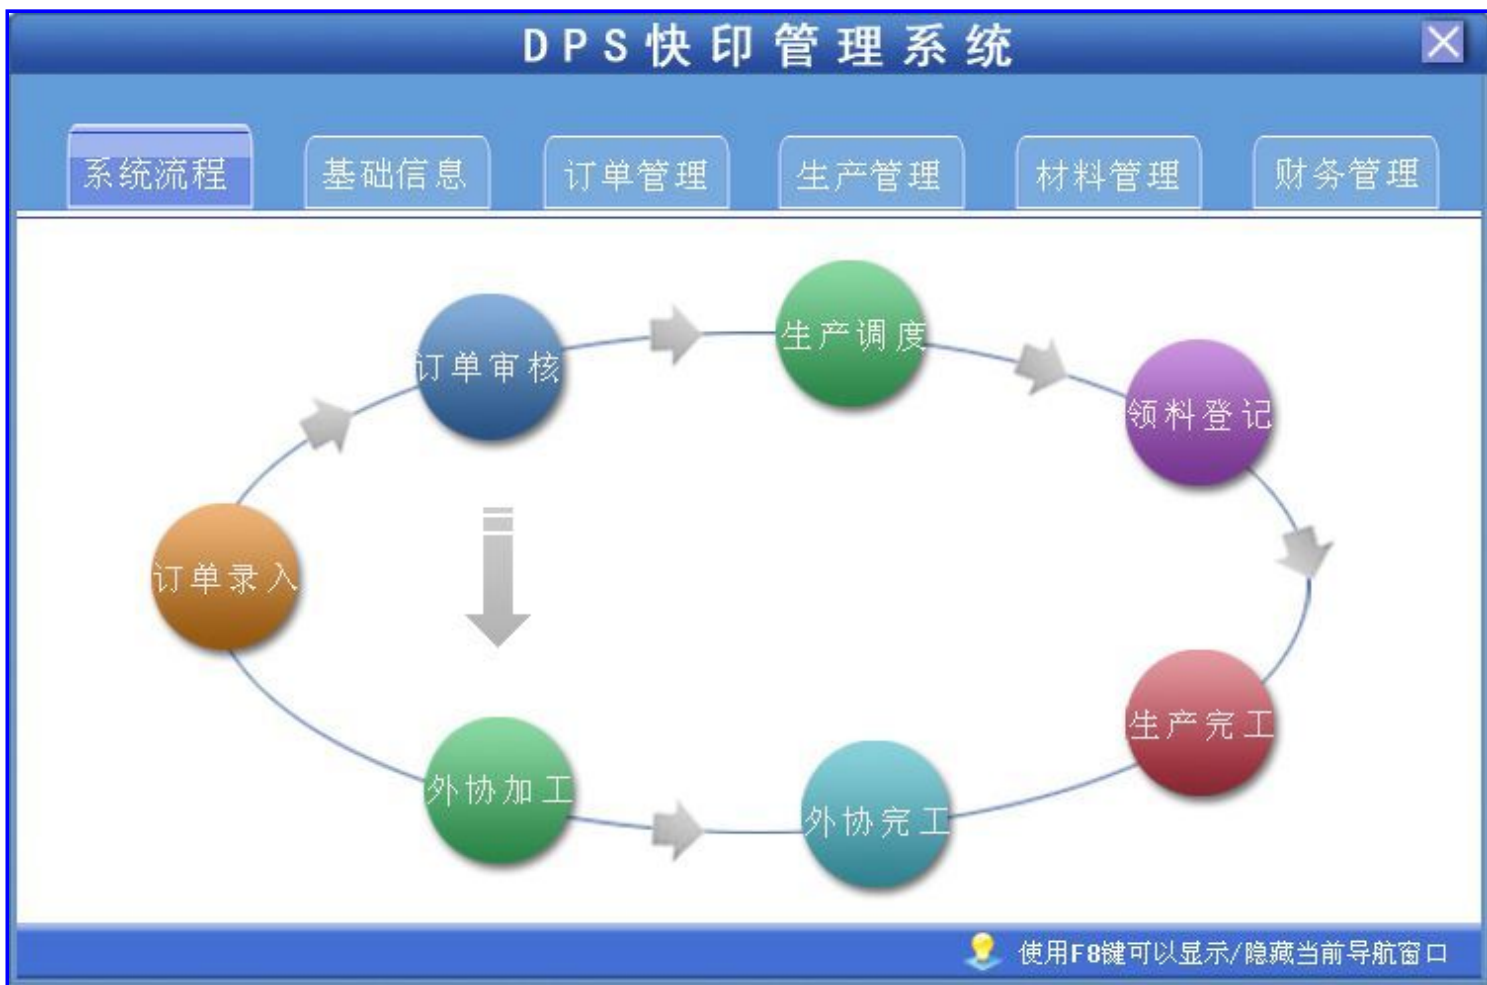 DPS快印管理系统
系统流程
基础信息
订单管理
生产管理
材料管理
财务管理
生产调度
订单审核
领料登记
订单录入
生产完工
外协加工
外协完工
使用F8键可以显示/隐藏当前导航窗口